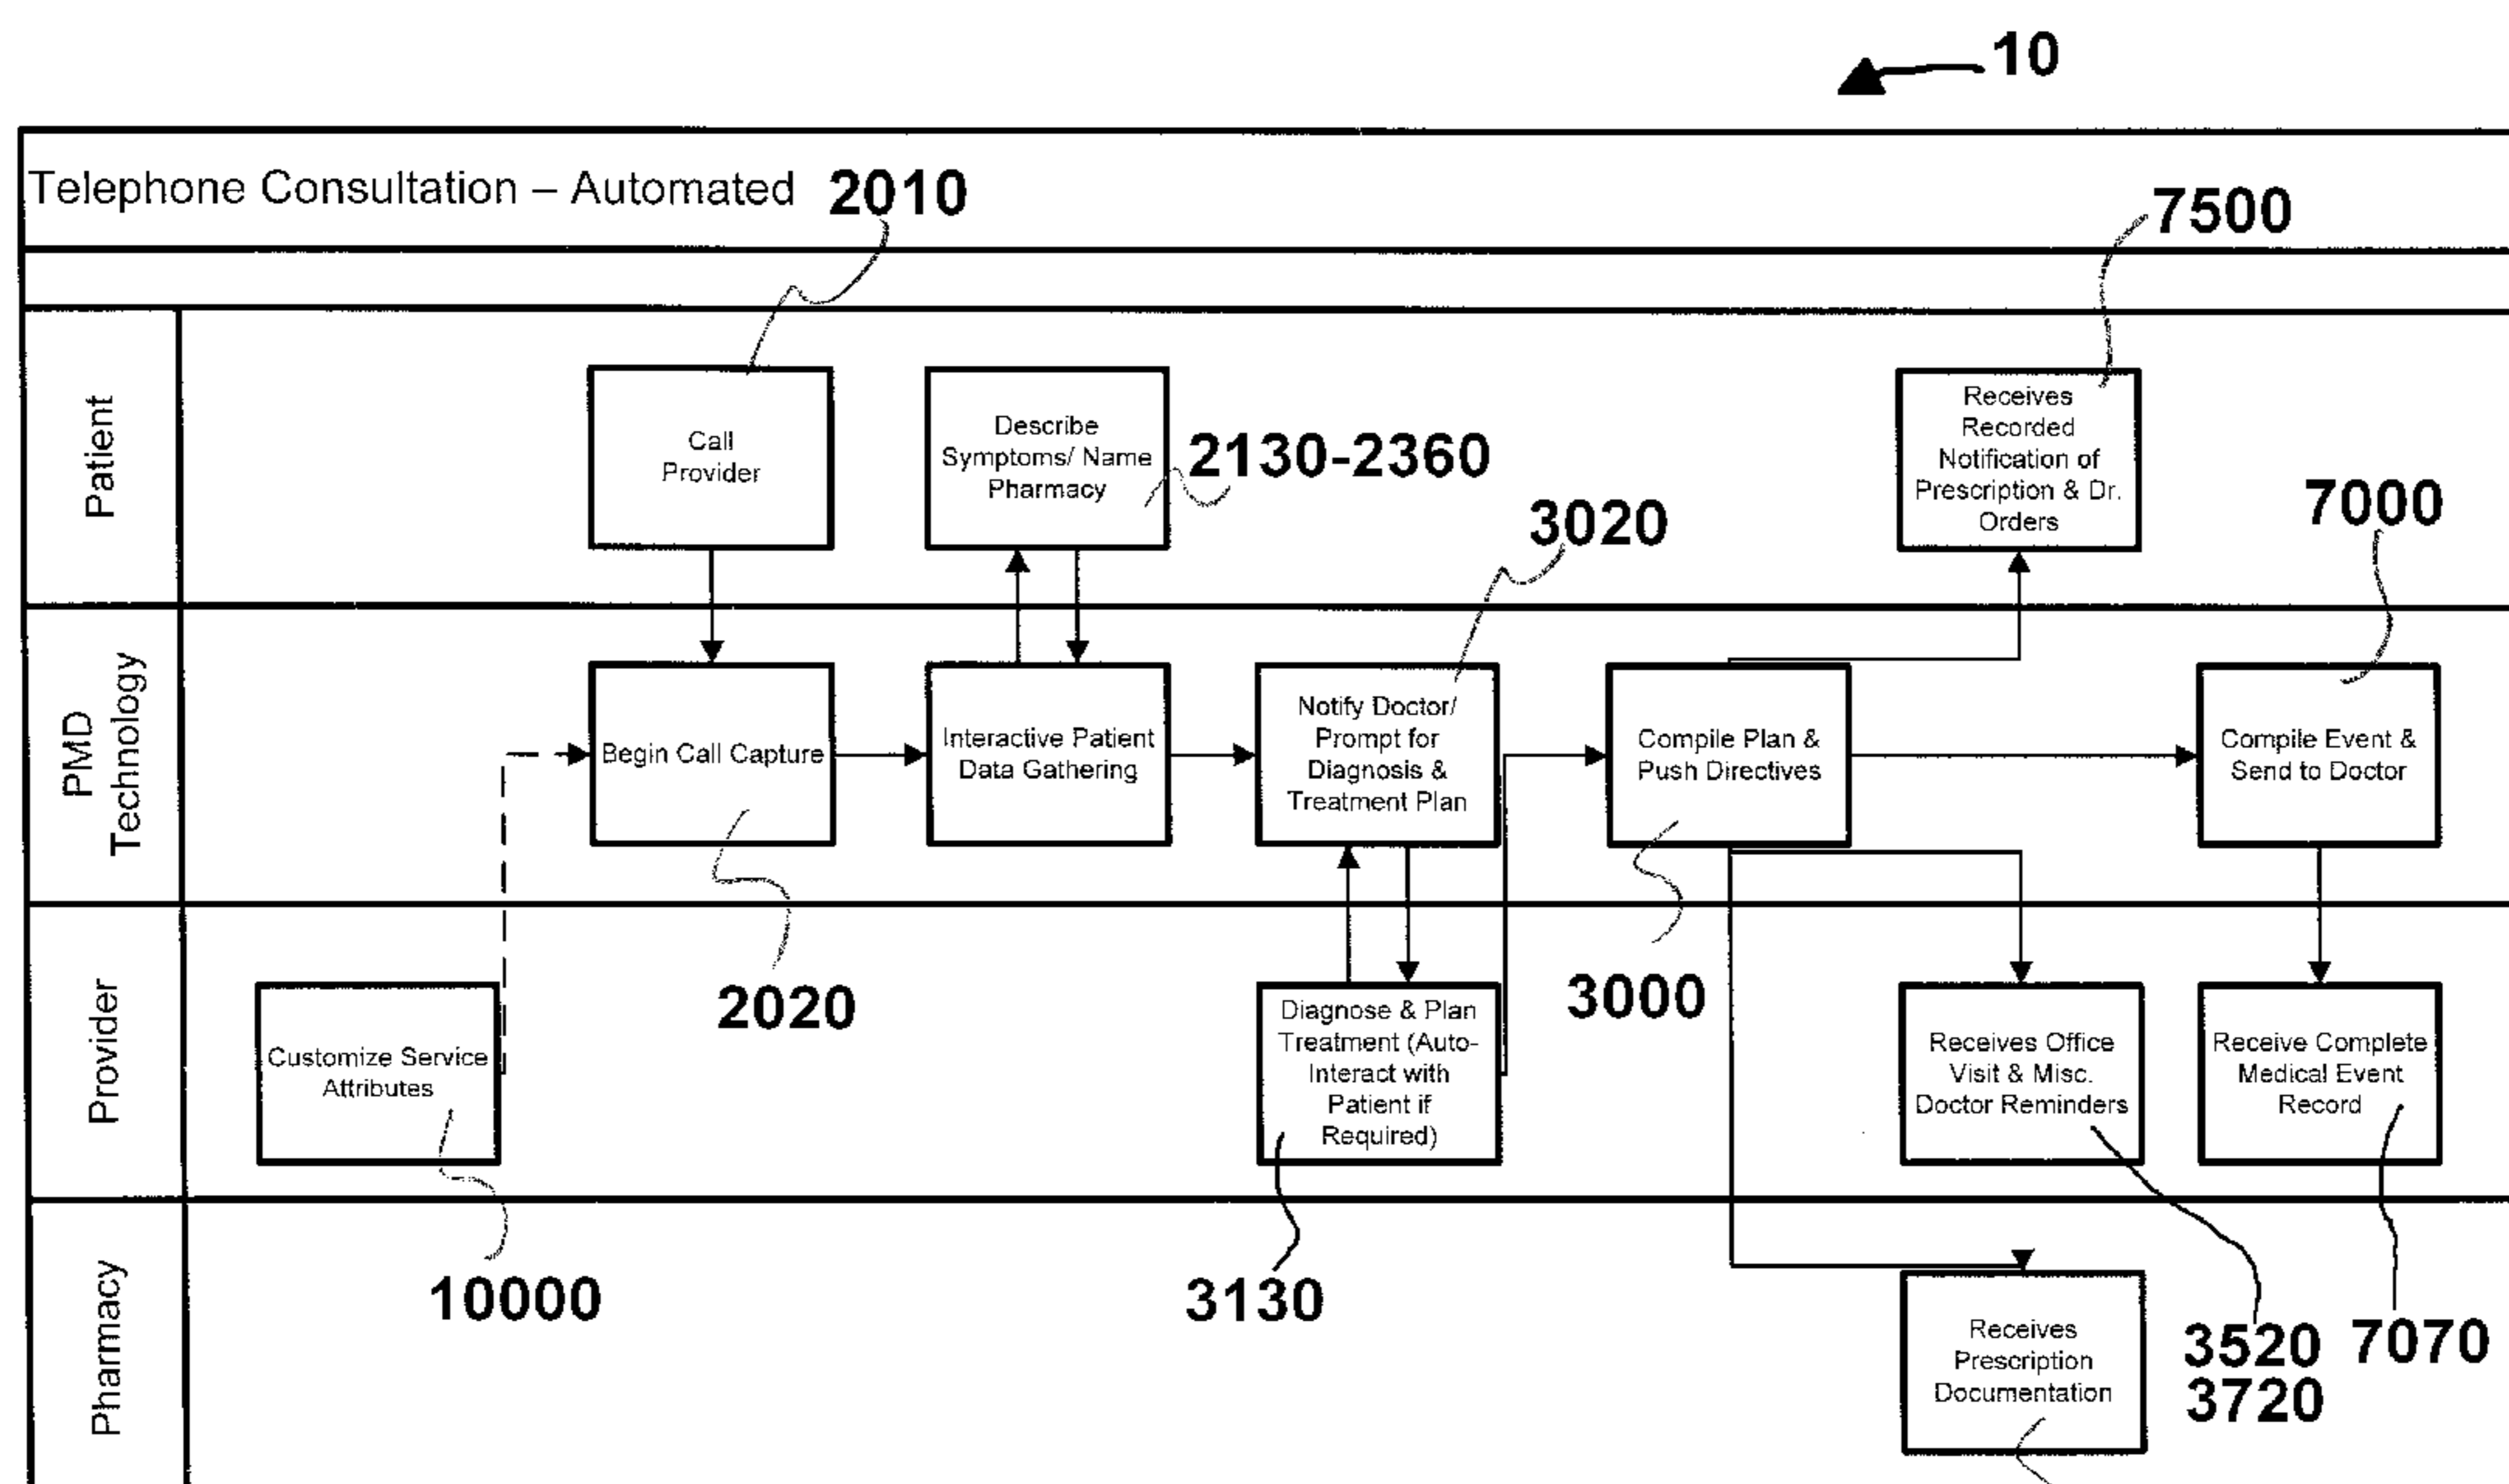 10
Telephone Consultation – Automated
2010
7500
Patient
Call
Provider
Describe
Symptoms/ Name
Pharmacy
2130-2360
3020
Receives
Recorded
Notification of
Prescription & Dr.
Orders
7000
PMD
Technology
Begin Call Capture
Interactive Patient
Data Gathering
Notify Doctor/
Prompt for
Diagnosis &
Treatment Plan
Compile Plan &
Push Directives
Compile Event &
Send to Doctor
2020
3000
Provider
Customize Service
Attributes
Diagnose & Plan
Treatment (Auto-
Interact with
Patient if
Required)
Receives Office
Visit & Misc.
Doctor Reminders
Receive Complete
Medical Event
Record
10000
3130
3520
3720
7070
Pharmacy
Receives
Prescription
Documentation